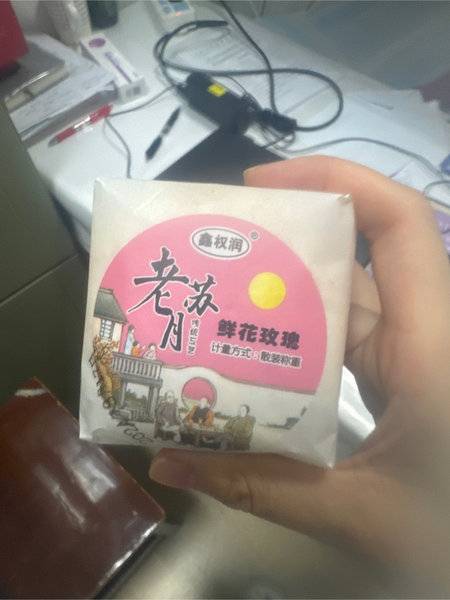 鑫权润®
老苏月
传统工艺
鲜花玫瑰
计量方式：散装称重